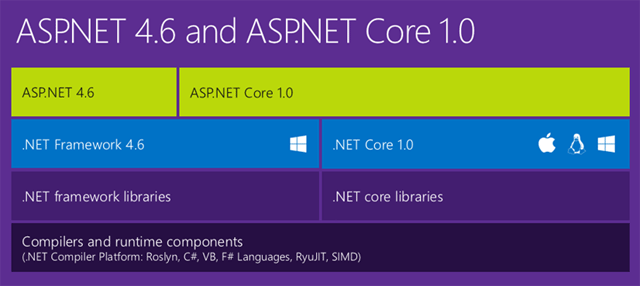 ASP.NET 4.6 and ASP.NET Core 1.0
ASP.NET 4.6
ASP.NET Core 1.0
.NET Framework 4.6
.NET Core 1.0
.NET framework libraries
.NET core libraries
Compilers and runtime components
(.NET Compiler Platform: Roslyn, C#, VB, F# Languages, RyuJIT, SIMD)